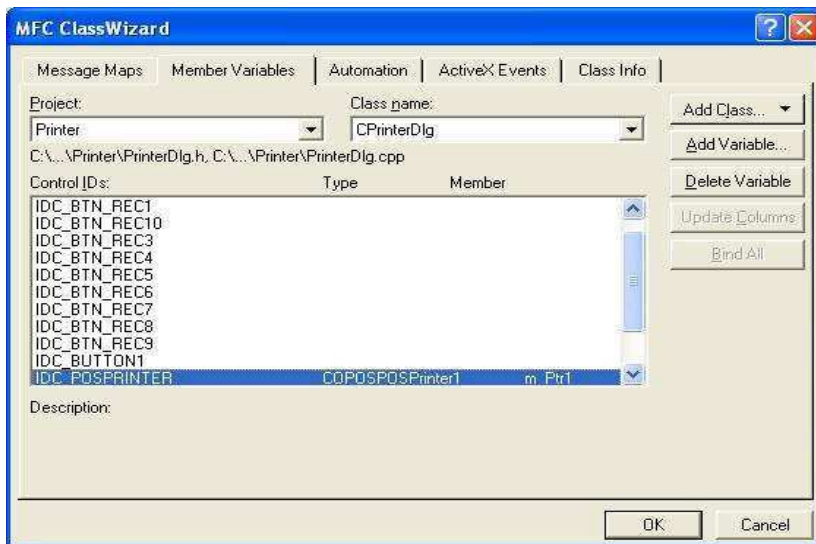 MFC ClassWizard
Message Maps Member Variables Automation ActiveX Events Class Info
Project: Class name:
Printer CPrinterDlg
C:\...\Printer\PrinterDlg.h, C:\...\Printer\PrinterDlg.cpp
Control IDs: Type Member
IDC_BTN_REC1
IDC_BTN_REC10
IDC_BTN_REC3
IDC_BTN_REC4
IDC_BTN_REC5
IDC_BTN_REC6
IDC_BTN_REC7
IDC_BTN_REC8
IDC_BTN_REC9
IDC_BUTTON1
IDC_POSPRINTER COPOSPOSPrinter1 m_Ptr1
Description:
Add Class...
Add Variable...
Delete Variable
Update Columns
Bind All
OK Cancel